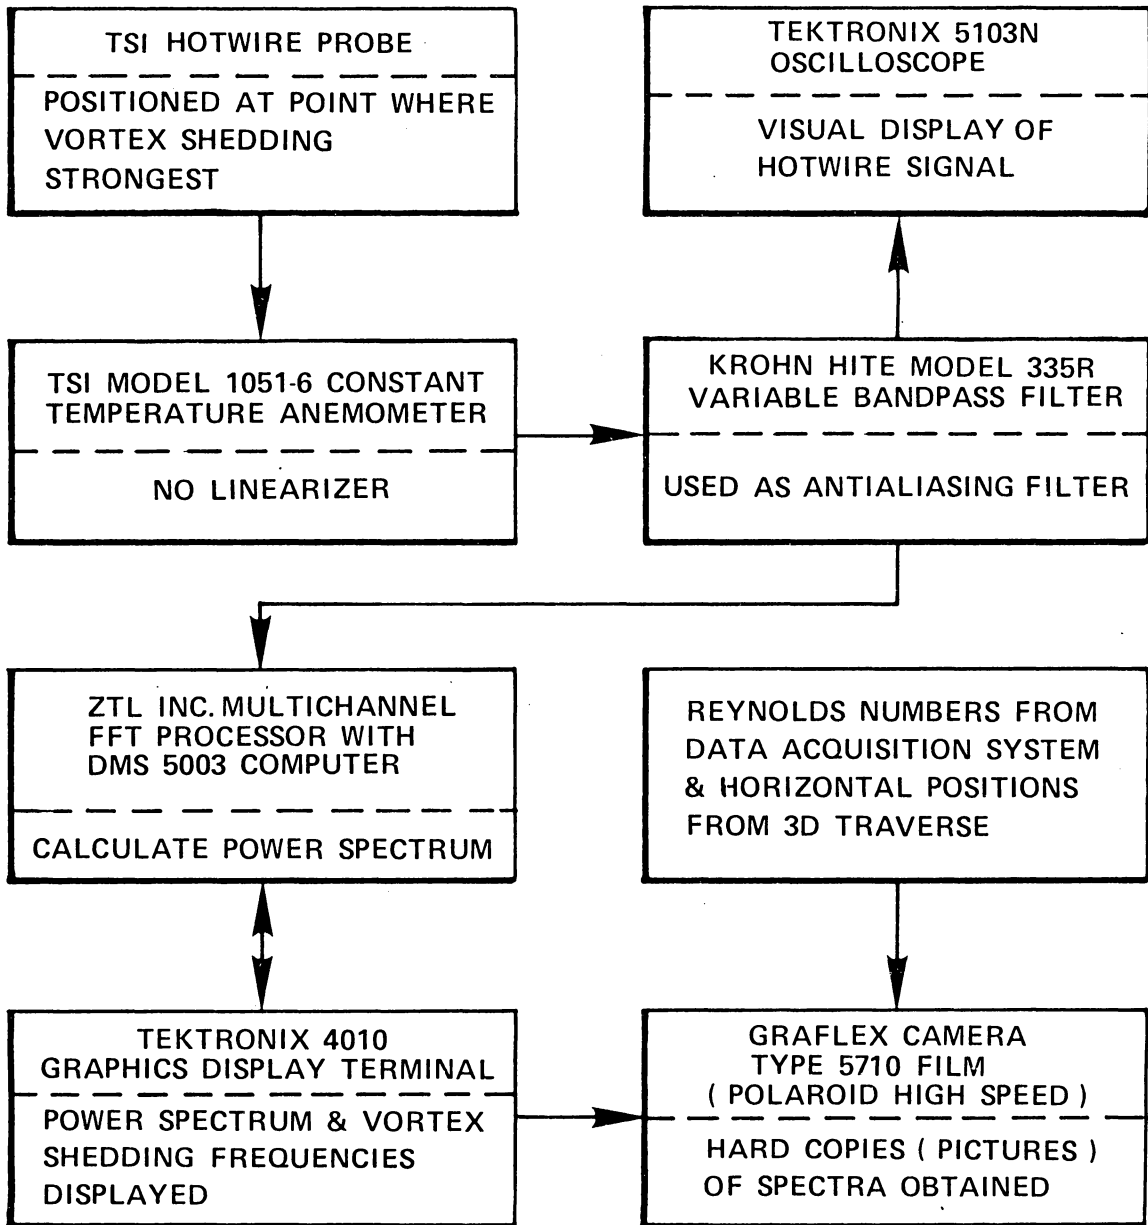 TSI HOTWIRE PROBE
POSITIONED AT POINT WHERE
VORTEX SHEDDING
STRONGEST
TEKTRONIX 5103N
OSCILLOSCOPE
VISUAL DISPLAY OF
HOTWIRE SIGNAL
TSI MODEL 1051-6 CONSTANT
TEMPERATURE ANEMOMETER
NO LINEARIZER
KROHN HITE MODEL 335R
VARIABLE BANDPASS FILTER
USED AS ANTIALIASING FILTER
ZTL INC. MULTICHANNEL
FFT PROCESSOR WITH
DMS 5003 COMPUTER
CALCULATE POWER SPECTRUM
REYNOLDS NUMBERS FROM
DATA ACQUISITION SYSTEM
& HORIZONTAL POSITIONS
FROM 3D TRAVERSE
TEKTRONIX 4010
GRAPHICS DISPLAY TERMINAL
POWER SPECTRUM & VORTEX
SHEDDING FREQUENCIES
DISPLAYED
GRAFLEX CAMERA
TYPE 5710 FILM
( POLAROID HIGH SPEED )
HARD COPIES ( PICTURES )
OF SPECTRA OBTAINED